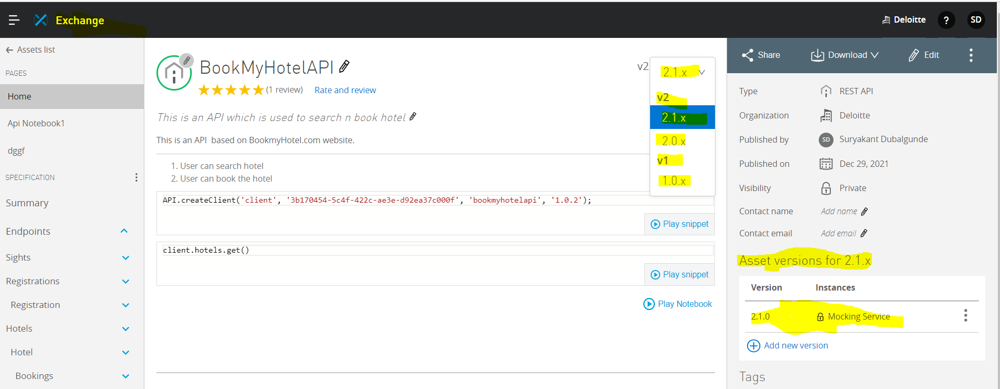 Exchange
Deloitte
?
SD
Assets list
PAGES
Home
Api Notebook1
dggf
SPECIFICATION
Summary
Endpoints
Sights
Registrations
Registration
Hotels
Hotel
Bookings
BookMyHotelAPI
(1 review) Rate and review
This is an API which is used to search n book hotel
This is an API based on BookmyHotel.com website.
1. User can search hotel
2. User can book the hotel
API.createClient('client', '3b170454-5c4f-422c-ae3e-d92ea37c000f', 'bookmyhotelapi', '1.0.2');
Play snippet
client.hotels.get()
Play snippet
Play Notebook
v2 2.1.x
v2
2.1.x
2.0.x
v1
1.0.x
Share Download Edit
Type REST API
Organization Deloitte
Published by SD Suryakant Dubalgunde
Published on Dec 29, 2021
Visibility Private
Contact name Add name
Contact email Add email
Asset versions for 2.1.x
Version Instances
2.1.0 Mocking Service
Add new version
Tags